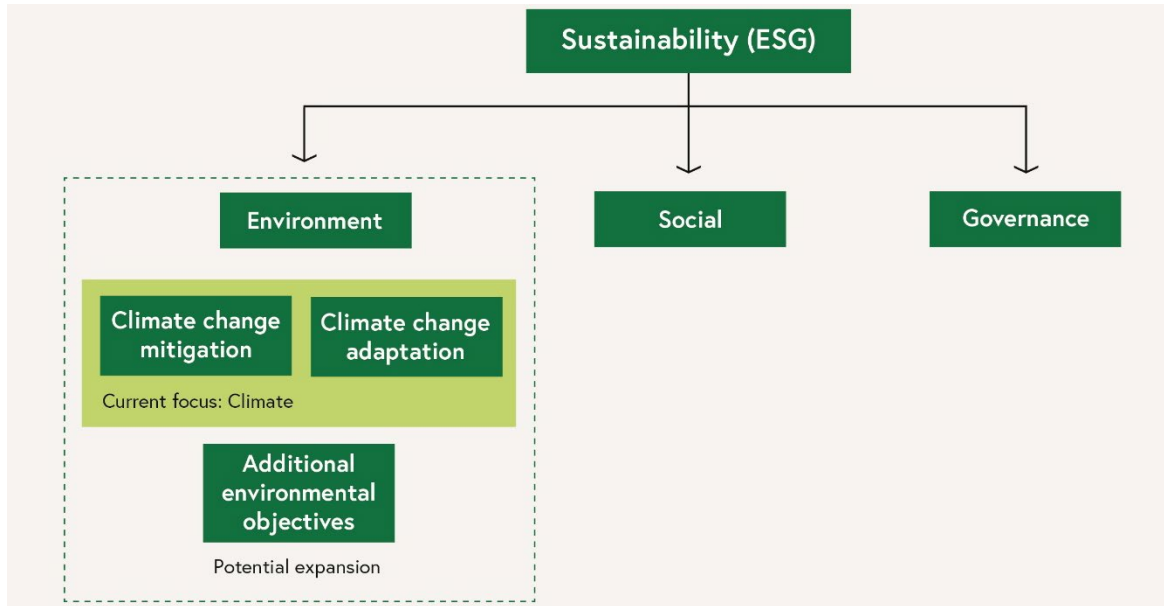 Sustainability (ESG)
Environment
Social
Governance
Climate change
mitigation
Climate change
adaptation
Current focus: Climate
Additional
environmental
objectives
Potential expansion